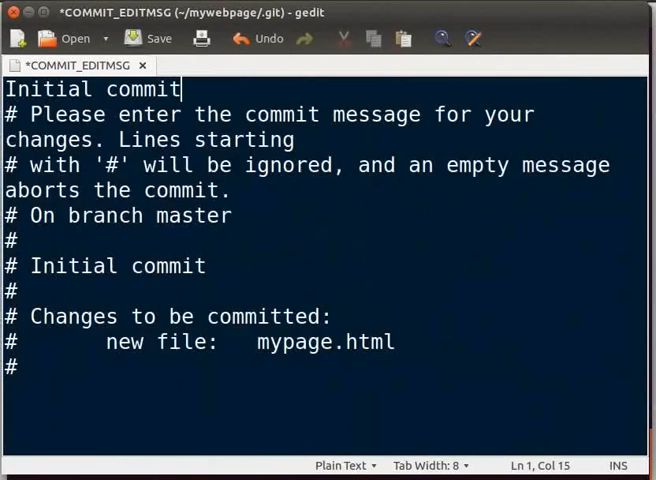 *COMMIT_EDITMSG (~/mywebpage/.git) - gedit
Open Save Undo
*COMMIT_EDITMSG
Initial commit
# Please enter the commit message for your
changes. Lines starting
# with '#' will be ignored, and an empty message
aborts the commit.
# On branch master
#
# Initial commit
#
# Changes to be committed:
#       new file:   mypage.html
#
Plain Text Tab Width: 8 Ln 1, Col 15 INS